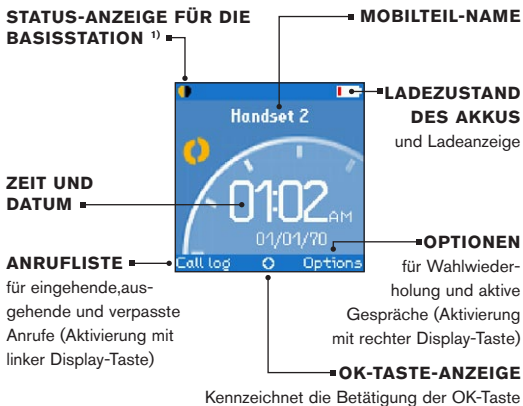 STATUS-ANZEIGE FÜR DIE
BASISSTATION 1)
MOBILTEIL-NAME
LADEZUSTAND
DES AKKUS
und Ladeanzeige
Handset 2
ZEIT UND
DATUM
01:02 AM
01/01/70
Call log
Options
ANRUFLISTE
für eingehende,aus-
gehende und verpasste
Anrufe (Aktivierung mit
linker Display-Taste)
OPTIONEN
für Wahlwieder-
holung und aktive
Gespräche (Aktivierung
mit rechter Display-Taste)
OK-TASTE-ANZEIGE
Kennzeichnet die Betätigung der OK-Taste